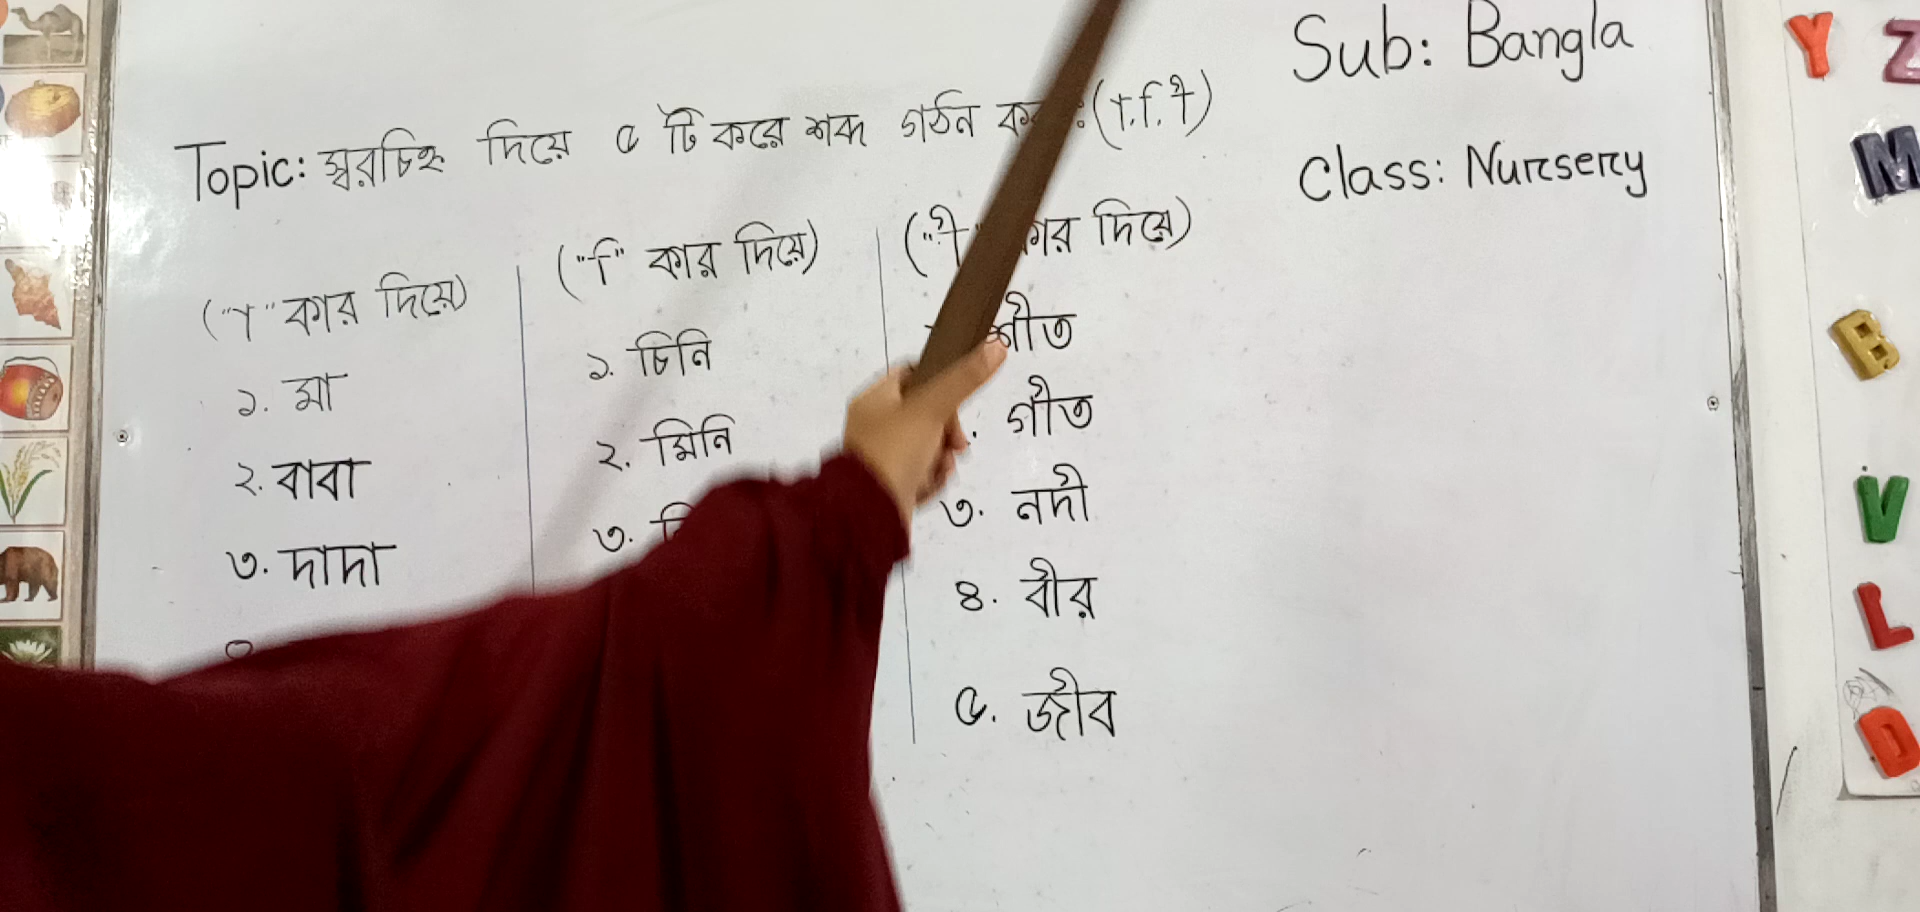 Sub: Bangla
Topic: স্বরচিহ্ন দিয়ে ৫ টি করে শব্দ গঠন : (া.ি.ী)
Class: Nursery
("া" কার দিয়ে)
১. মা
২. বাবা
৩. দাদা
("ি" কার দিয়ে)
১. চিনি
২. মিনি
৩.
("ী" কার দিয়ে)
শীত
গীত
৩. নদী
৪. বীর
৫. জীব
Y
Z
M
B
V
L
D